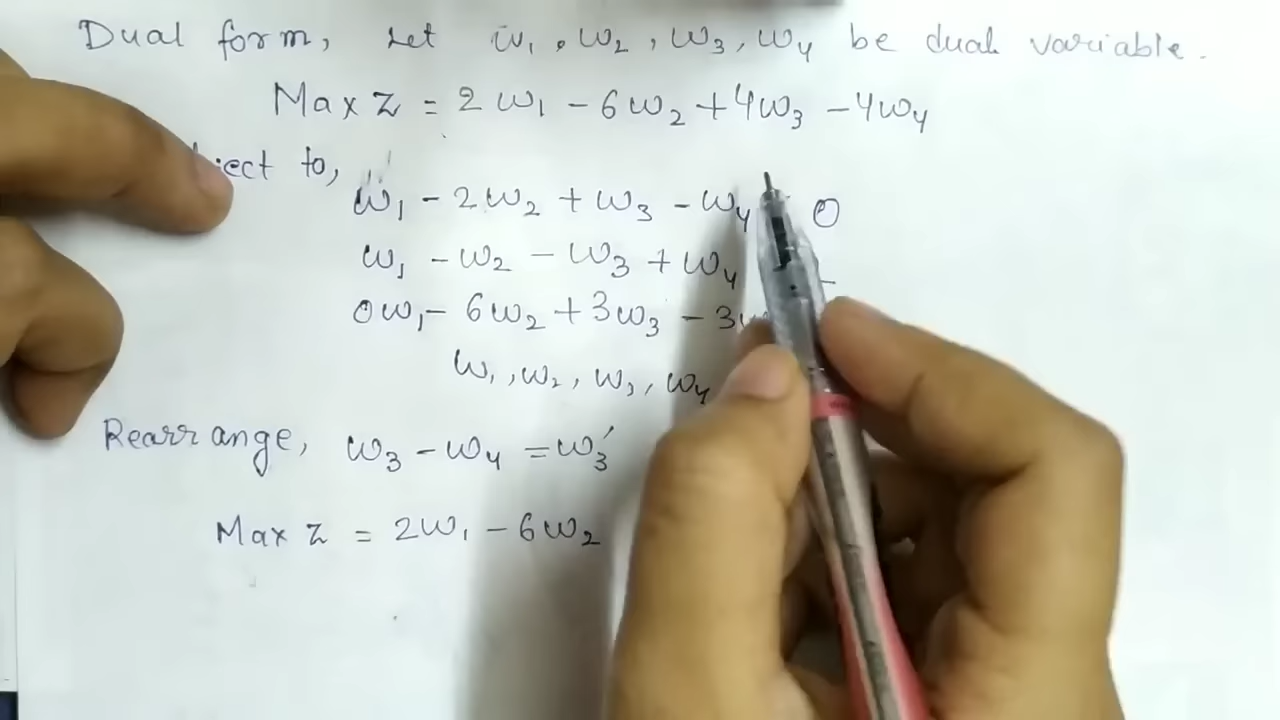 Dual form, Let w₁, w₂, w₃, w₄ be dual variable.
Max Z = 2w₁ - 6w₂ + 4w₃ - 4w₄
to,
w₁ - 2w₂ + w₃ - w₄ 0
w₁ - w₂ - w₃ + w₄
0w₁ - 6w₂ + 3w₃ - 3
w₁, w₂, w₃, w₄
Rearrange, w₃ - w₄ = w₃′
Max Z = 2w₁ - 6w₂